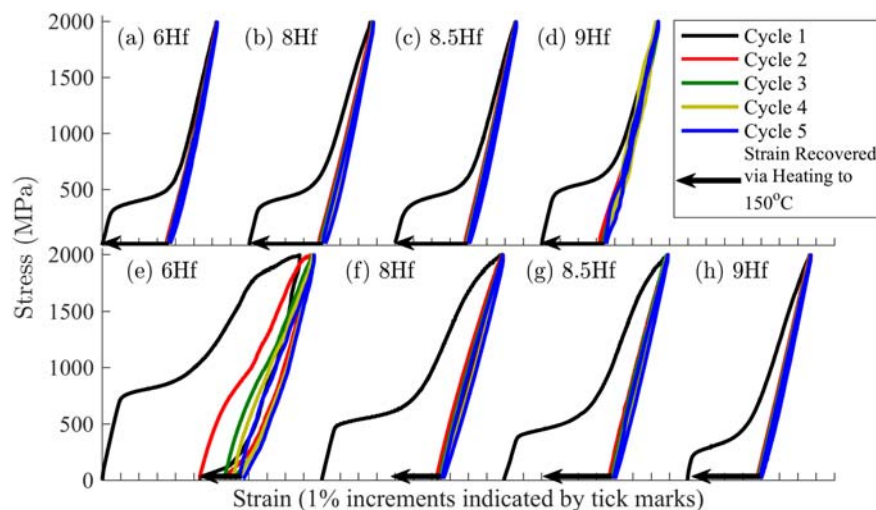 (a) 6Hf
(b) 8Hf
(c) 8.5Hf
(d) 9Hf
Cycle 1
Cycle 2
Cycle 3
Cycle 4
Cycle 5
Strain Recovered
via Heating to
150°C
2000
1500
1000
500
0
Stress (MPa)
(e) 6Hf
(f) 8Hf
(g) 8.5Hf
(h) 9Hf
2000
1500
1000
500
0
Strain (1% increments indicated by tick marks)